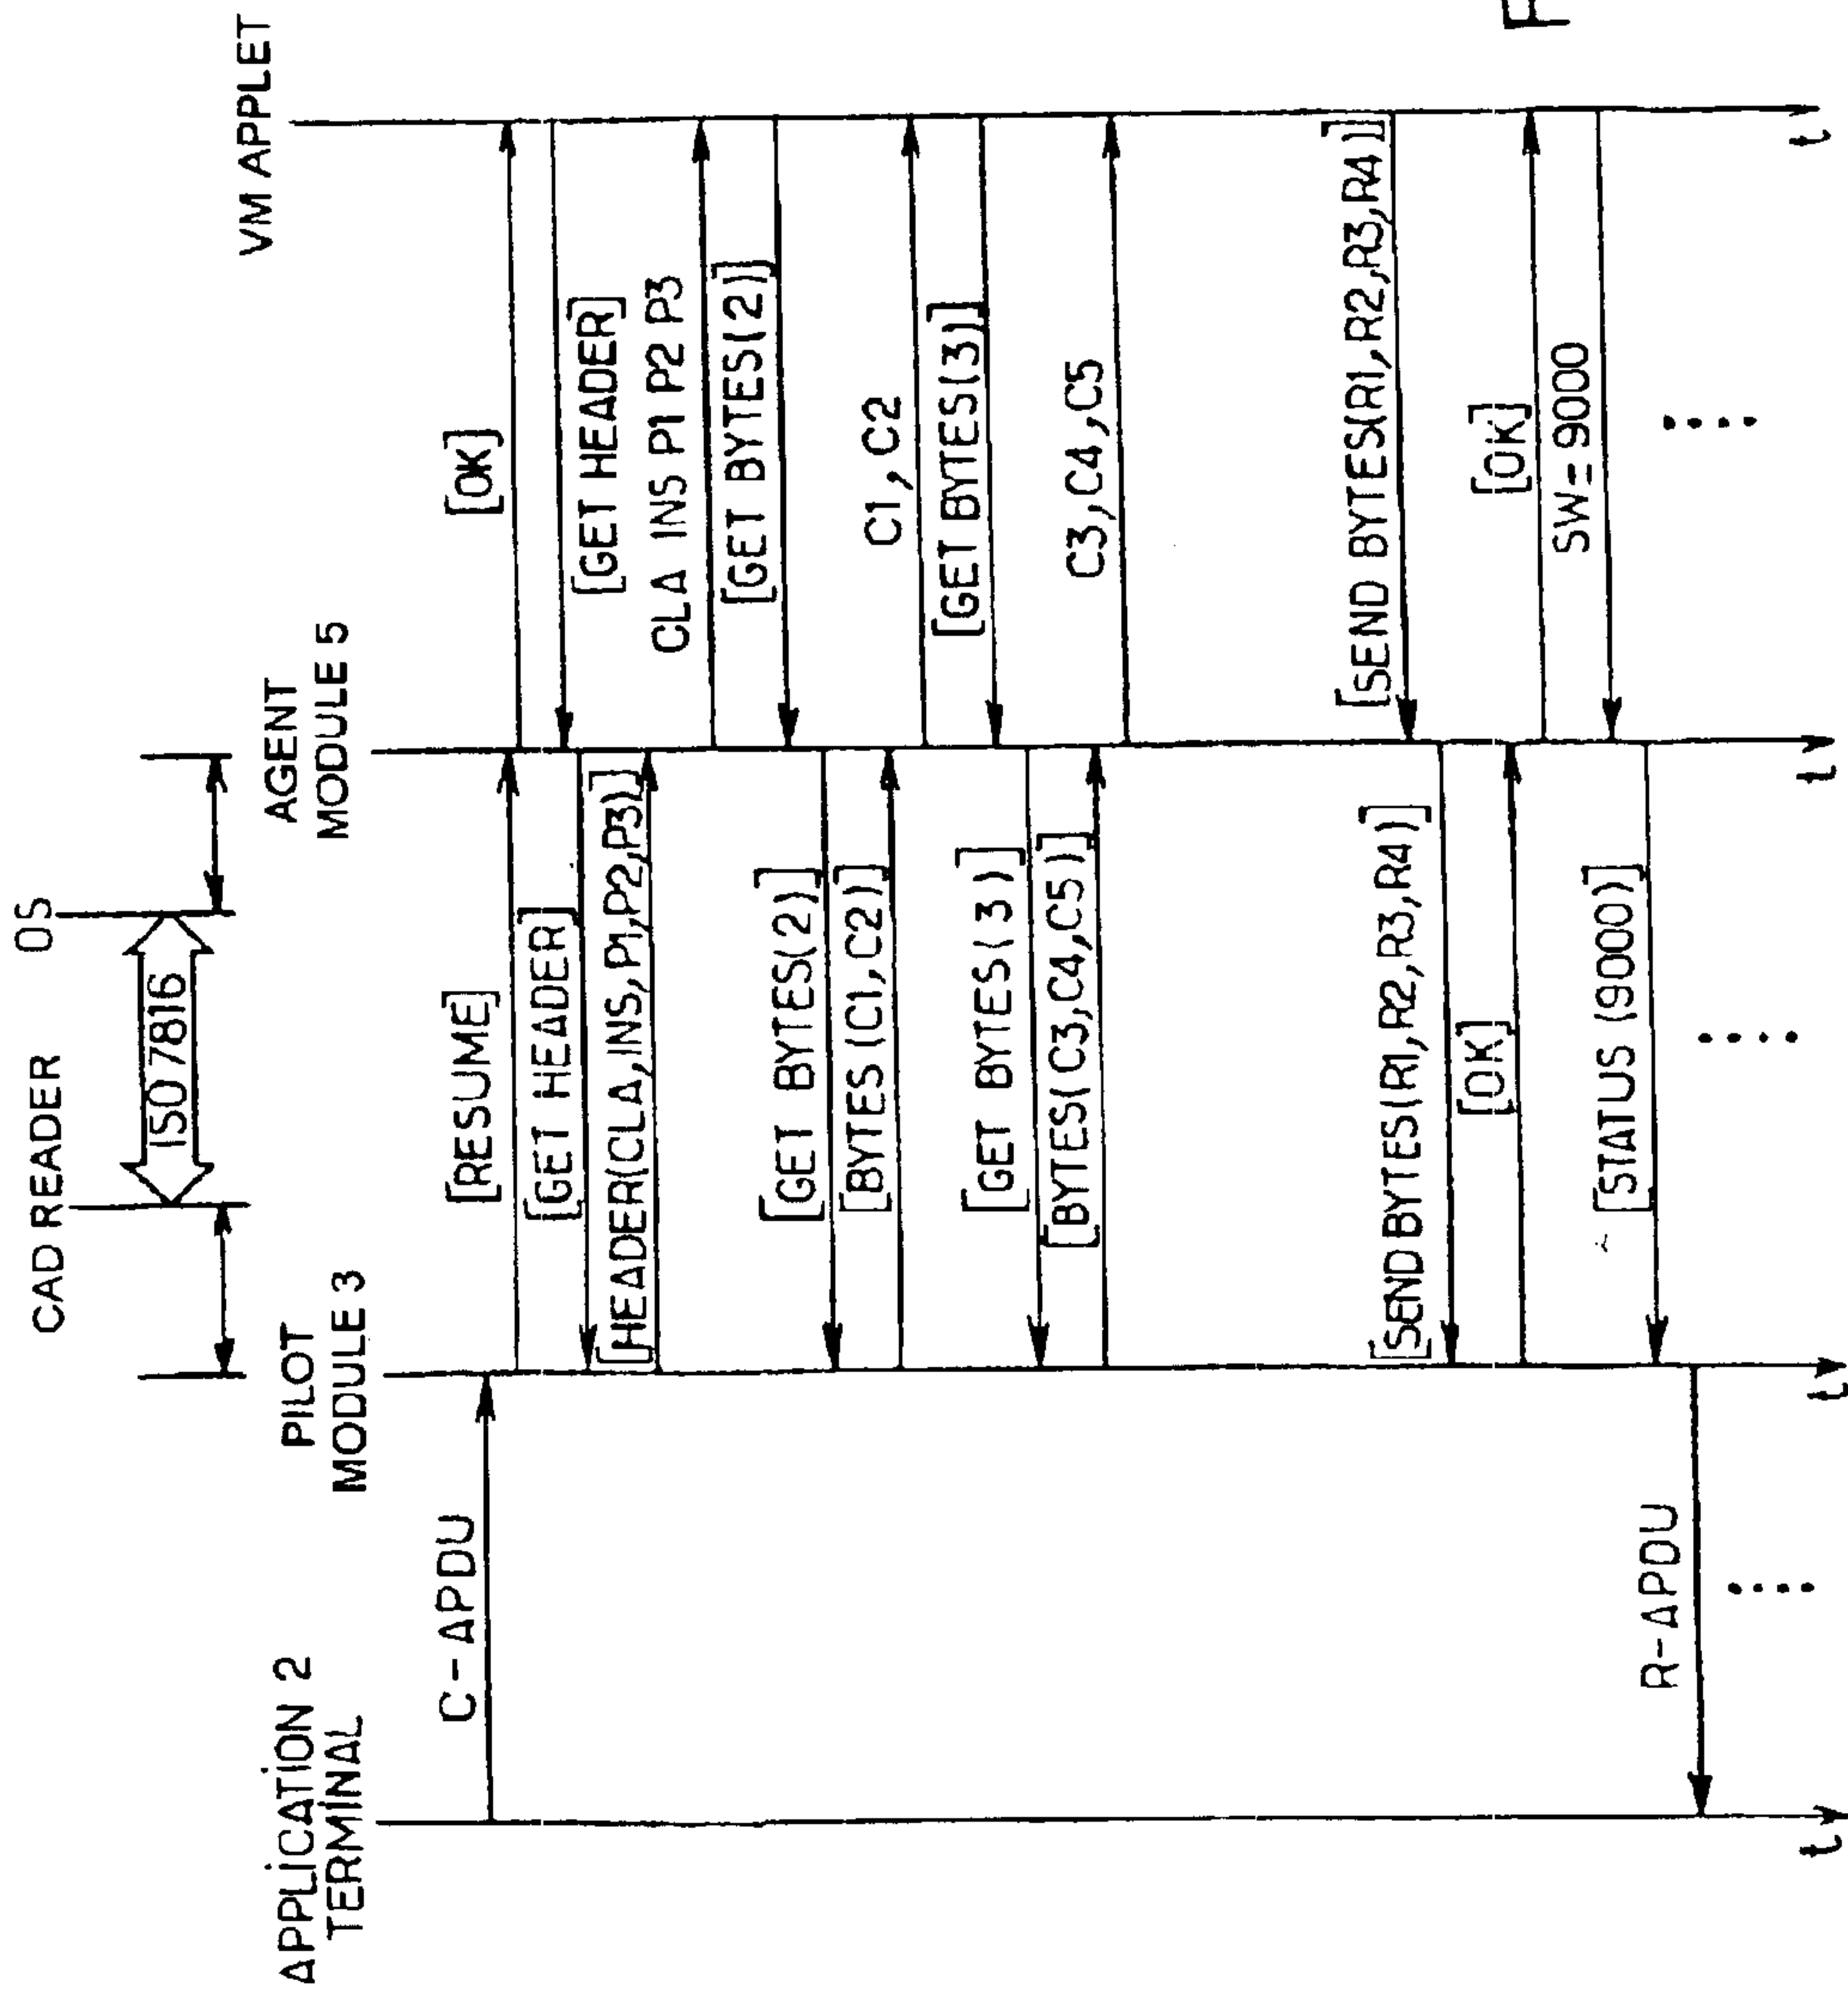 CAD READER
OS
ISO 7816
APPLICATION 2
TERMINAL
PILOT
MODULE 3
AGENT
MODULE 5
VM APPLET
C-APDU
[RESUME]
[OK]
[GET HEADER]
[GET HEADER]
[HEADER(CLA,INS,P1,P2,P3)]
CLA INS P1 P2 P3
[GET BYTES(2)]
[GET BYTES(2)]
[BYTES (C1,C2)]
C1, C2
[GET BYTES(3)]
[GET BYTES(3)]
[BYTES(C3,C4,C5)]
C3,C4,C5
[SEND BYTES(R1,R2,R3,R4)]
[SEND BYTES(R1,R2,R3,R4)]
[OK]
[OK]
SW=9000
[STATUS (9000)]
R-APDU
....
....
....
t
t
t
t